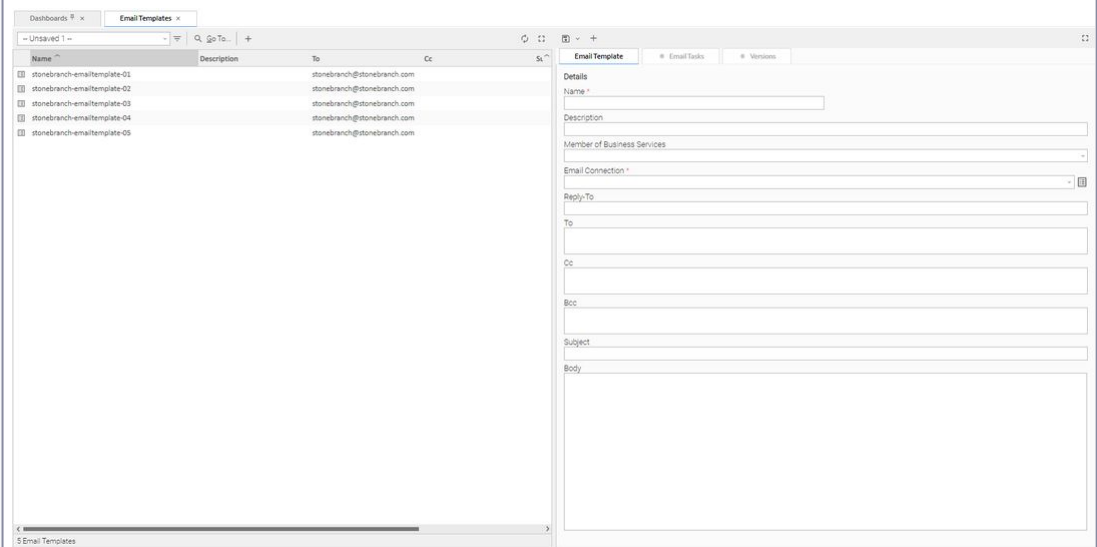 Dashboards
Email Templates
-- Unsaved 1 --
Go To...
Name Description To Cc
stonebranch-emailtemplate-01 stonebranch@stonebranch.com
stonebranch-emailtemplate-02 stonebranch@stonebranch.com
stonebranch-emailtemplate-03 stonebranch@stonebranch.com
stonebranch-emailtemplate-04 stonebranch@stonebranch.com
stonebranch-emailtemplate-05 stonebranch@stonebranch.com
5 Email Templates
Email Template Email Tasks Versions
Details
Name *
Description
Member of Business Services
Email Connection *
Reply-To
To
Cc
Bcc
Subject
Body